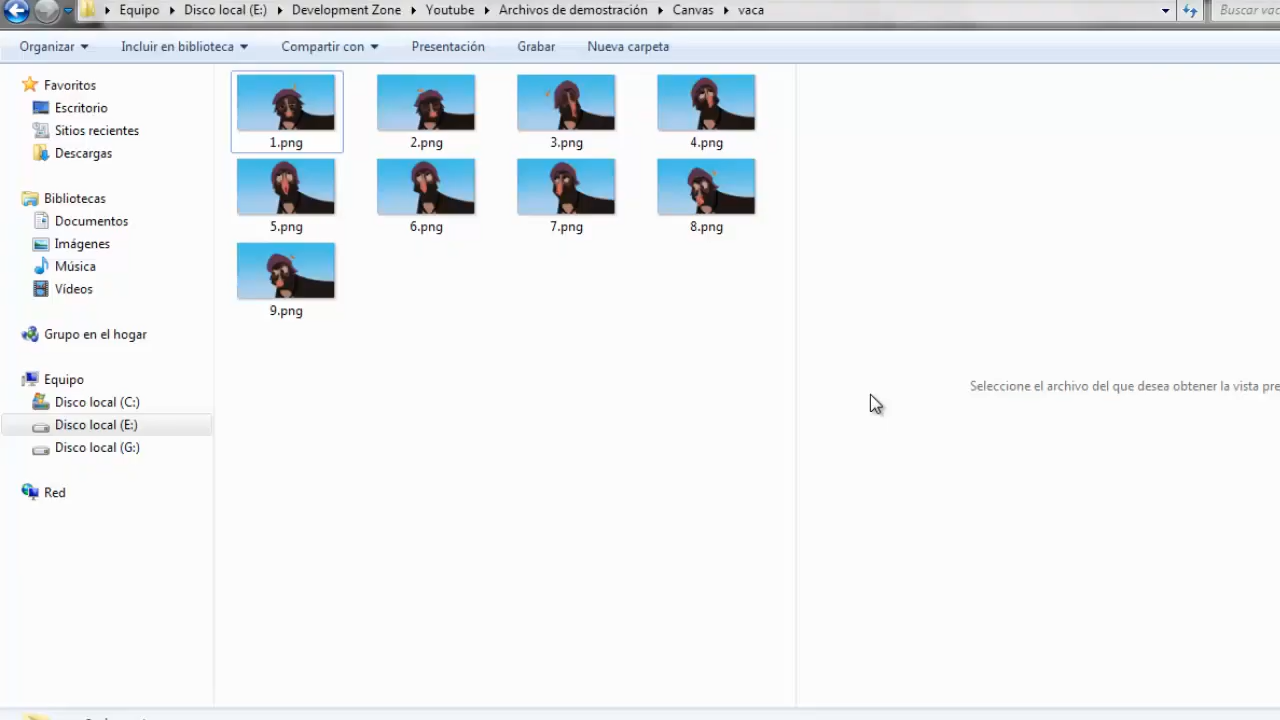 Equipo Disco local (E:) Development Zone Youtube Archivos de demostración Canvas vaca Buscar vac
Organizar Incluir en biblioteca Compartir con Presentación Grabar Nueva carpeta
Favoritos
Escritorio
Sitios recientes
Descargas
Bibliotecas
Documentos
Imágenes
Música
Vídeos
Grupo en el hogar
Equipo
Disco local (C:)
Disco local (E:)
Disco local (G:)
Red
1.png 2.png 3.png 4.png
5.png 6.png 7.png 8.png
9.png
Seleccione el archivo del que desea obtener la vista pre